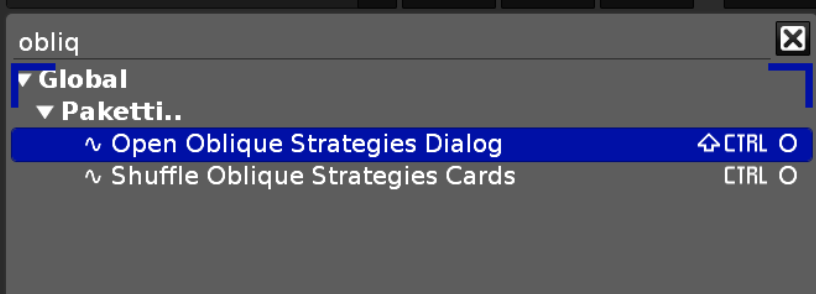 obliq
Global
Paketti..
Open Oblique Strategies Dialog CTRL O
Shuffle Oblique Strategies Cards CTRL O